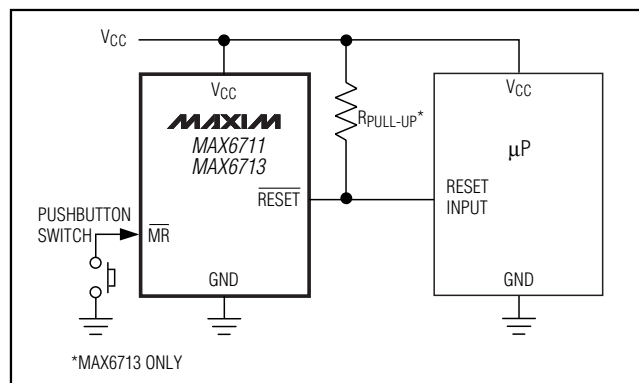 VCC
VCC
MAXIM
MAX6711
MAX6713
RESET
MR
GND
PUSHBUTTON
SWITCH
RPULL-UP*
VCC
µP
RESET
INPUT
GND
*MAX6713 ONLY